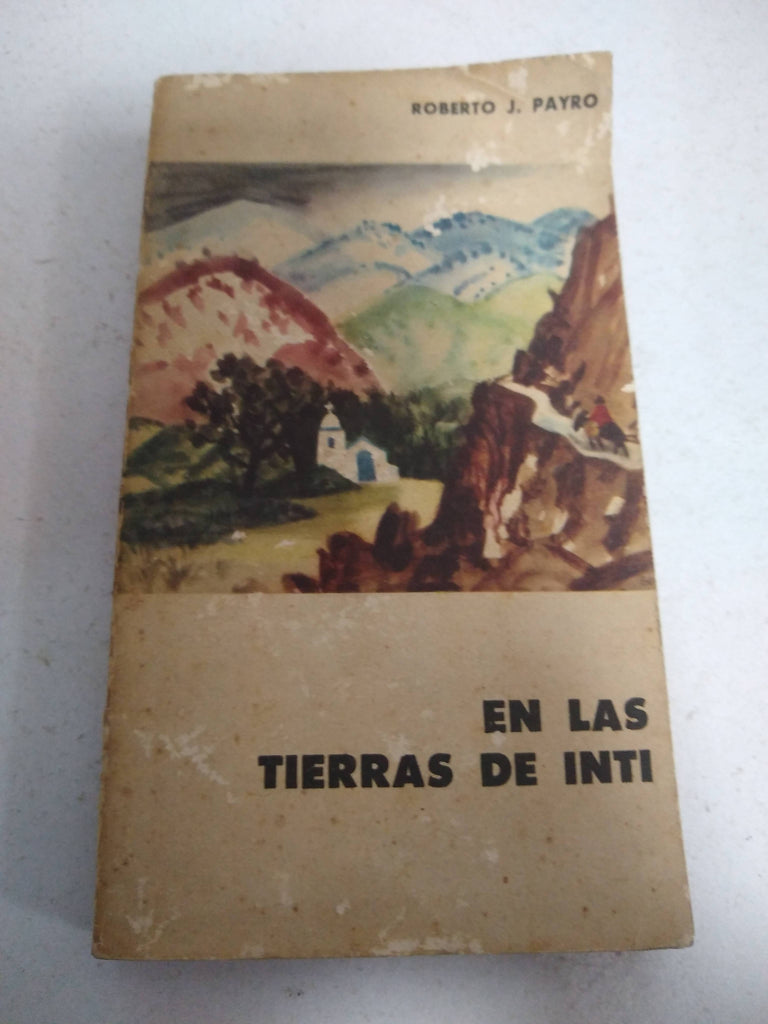 ROBERTO J. PAYRO
EN LAS
TIERRAS DE INTI